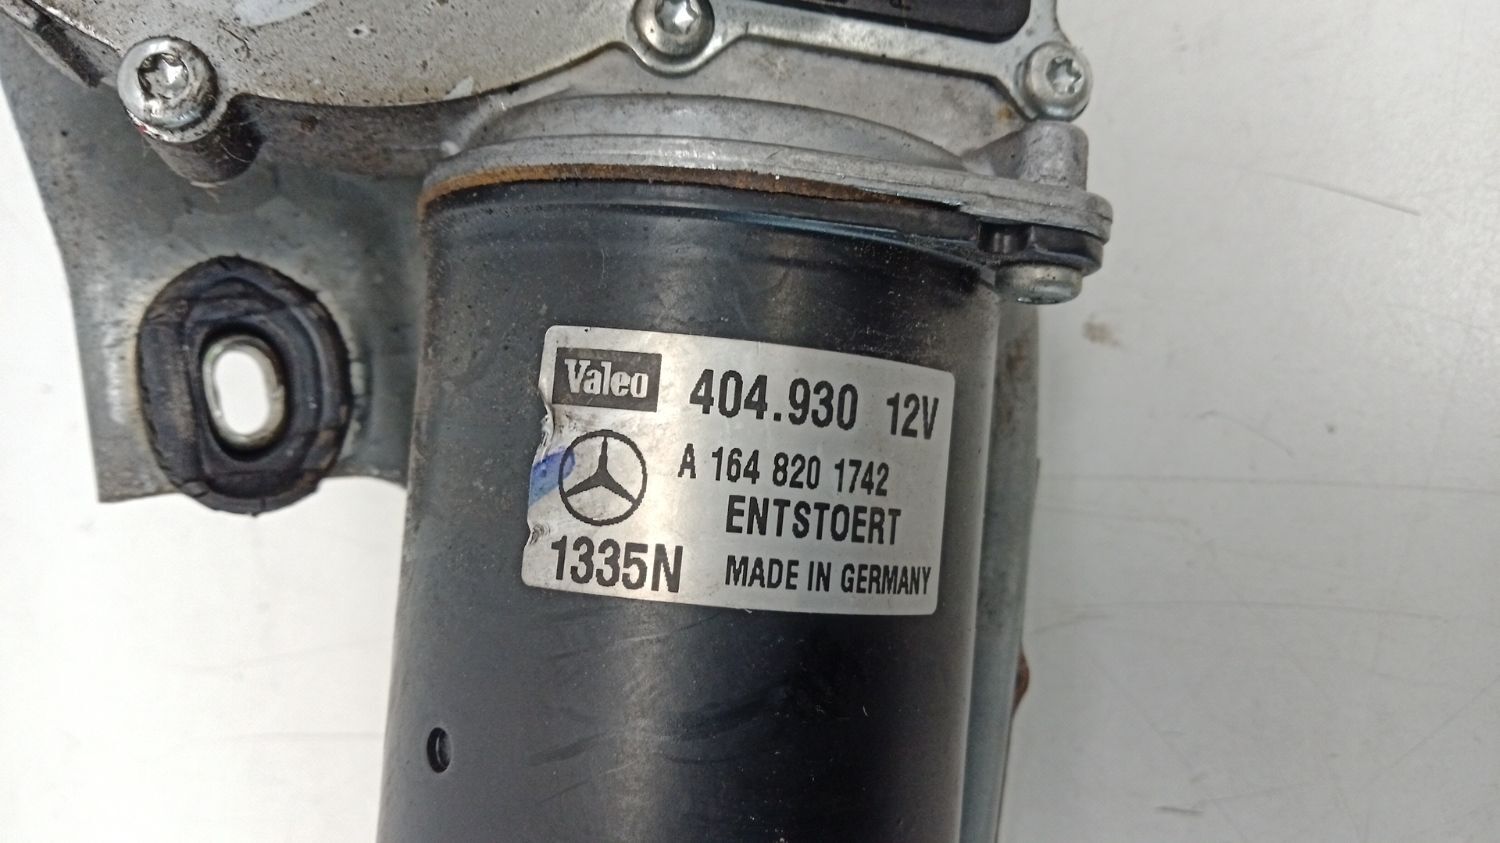 Valeo 404.930 12V
A 164 820 1742
ENTSTOERT
1335N MADE IN GERMANY